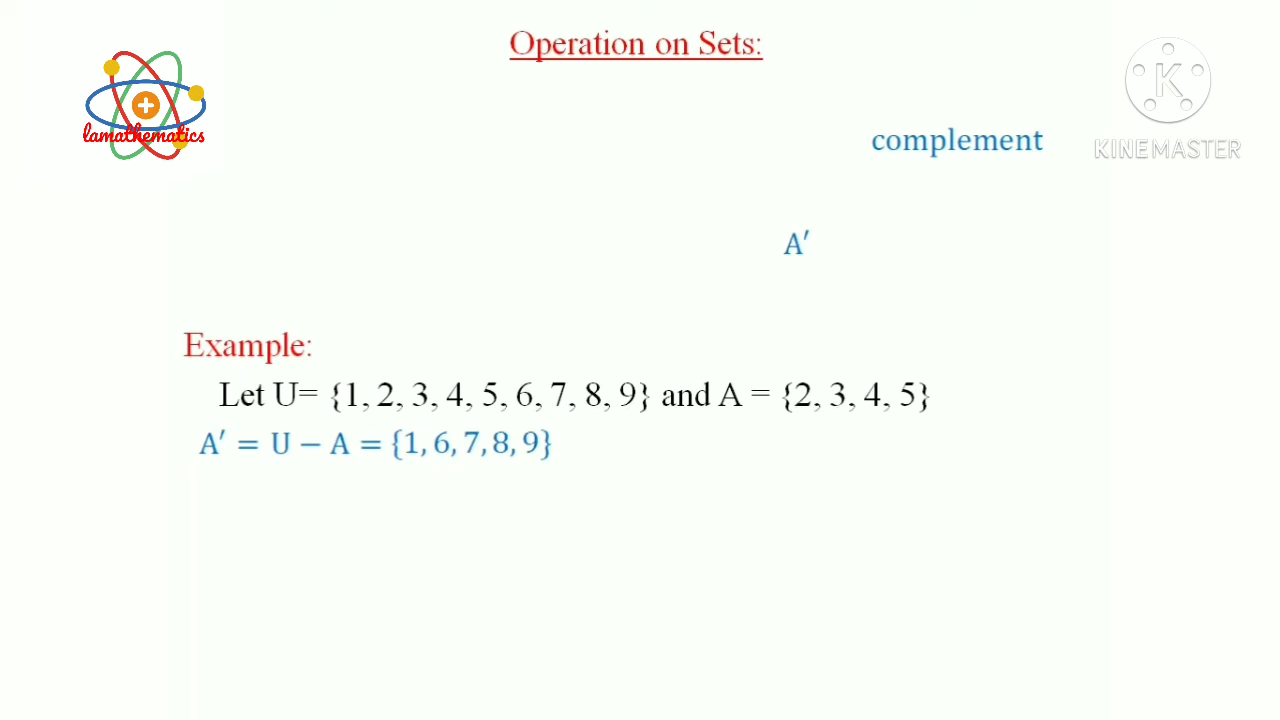 Operation on Sets:
lamathematics
K
KINEMASTER
complement
A′
Example:
Let U= {1, 2, 3, 4, 5, 6, 7, 8, 9} and A = {2, 3, 4, 5}
A′ = U − A = {1, 6, 7, 8, 9}